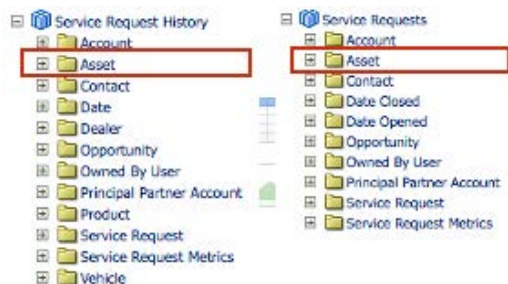 Service Request History
Account
Asset
Contact
Date
Dealer
Opportunity
Owned By User
Principal Partner Account
Product
Service Request
Service Request Metrics
Vehicle
Service Requests
Account
Asset
Contact
Date Closed
Date Opened
Opportunity
Owned By User
Principal Partner Account
Service Request
Service Request Metrics